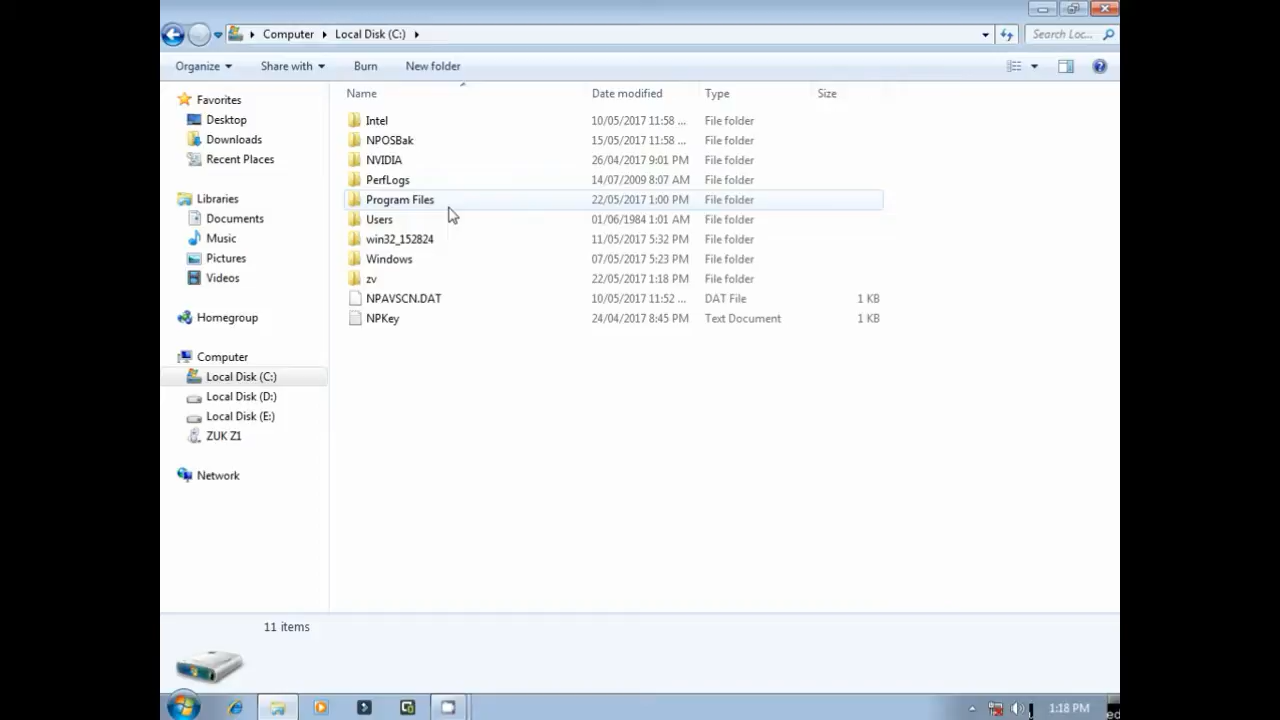 Computer Local Disk (C:) Search Loc...
Organize Share with Burn New folder
Name Date modified Type Size
Favorites
Desktop
Downloads
Recent Places
Libraries
Documents
Music
Pictures
Videos
Homegroup
Computer
Local Disk (C:)
Local Disk (D:)
Local Disk (E:)
ZUK Z1
Network
Intel 10/05/2017 11:58 ... File folder
NPOSBak 15/05/2017 11:58 ... File folder
NVIDIA 26/04/2017 9:01 PM File folder
PerfLogs 14/07/2009 8:07 AM File folder
Program Files 22/05/2017 1:00 PM File folder
Users 01/06/1984 1:01 AM File folder
win32_152824 11/05/2017 5:32 PM File folder
Windows 07/05/2017 5:23 PM File folder
zv 22/05/2017 1:18 PM File folder
NPAVSCN.DAT 10/05/2017 11:52 ... DAT File 1 KB
NPKey 24/04/2017 8:45 PM Text Document 1 KB
11 items
1:18 PM